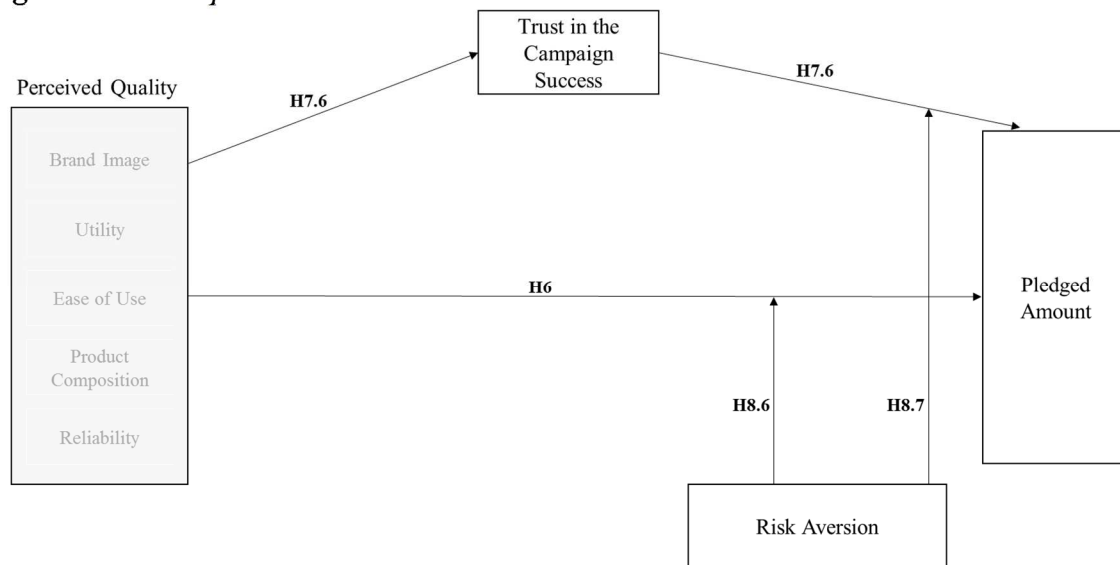 Trust in the
Campaign
Success
Perceived Quality
H7.6
H7.6
Brand Image
Utility
Ease of Use
Product
Composition
Reliability
H6
Pledged
Amount
H8.6
H8.7
Risk Aversion